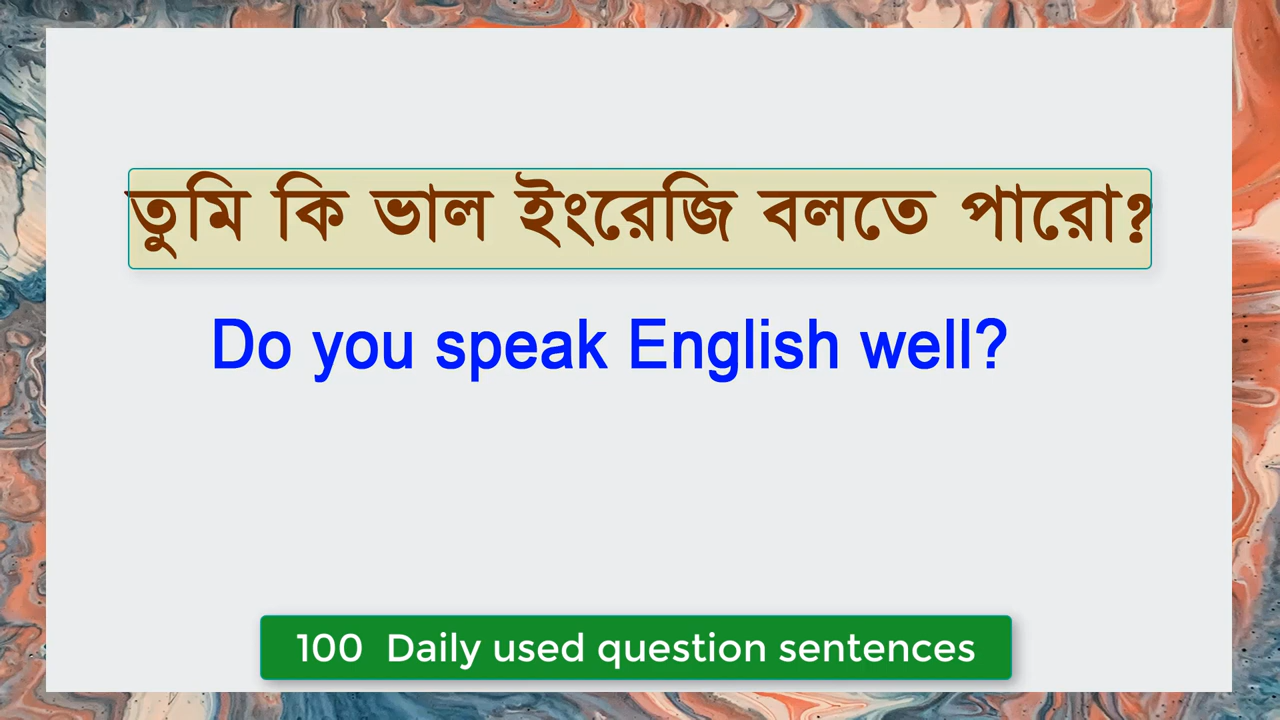 তুমি কি ভাল ইংরেজি বলতে পারো?
Do you speak English well?
100 Daily used question sentences